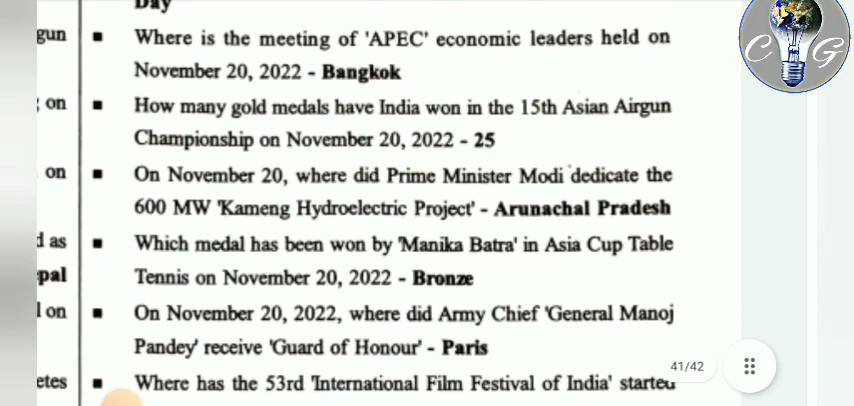 Day
gun
Where is the meeting of 'APEC' economic leaders held on
November 20, 2022 - Bangkok
on
How many gold medals have India won in the 15th Asian Airgun
Championship on November 20, 2022 - 25
on
On November 20, where did Prime Minister Modi dedicate the
600 MW 'Kameng Hydroelectric Project' - Arunachal Pradesh
d as
Which medal has been won by 'Manika Batra' in Asia Cup Table
pal
Tennis on November 20, 2022 - Bronze
l on
On November 20, 2022, where did Army Chief 'General Manoj
Pandey' receive 'Guard of Honour' - Paris
etes
Where has the 53rd 'International Film Festival of India' started
41/42
C G